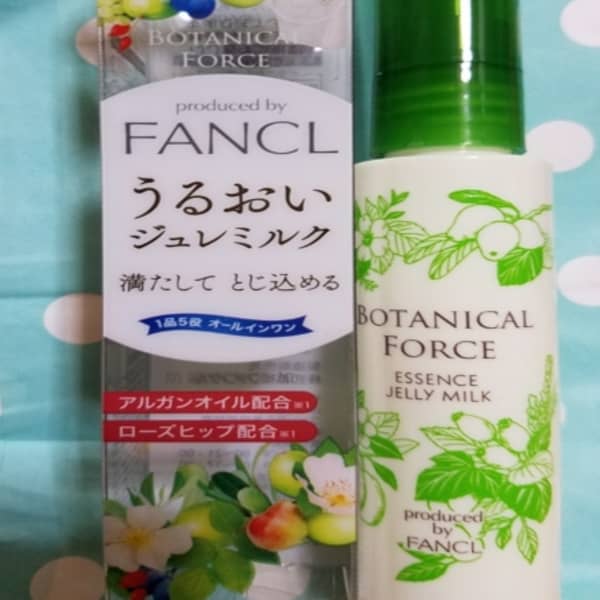 BOTANICAL
FORCE
produced by
FANCL
うるおい
ジュレミルク
満たして とじ込める
1品5役 オールインワン
アルガンオイル配合※1
ローズヒップ配合※1
BOTANICAL
FORCE
ESSENCE
JELLY MILK
produced
by
FANCL